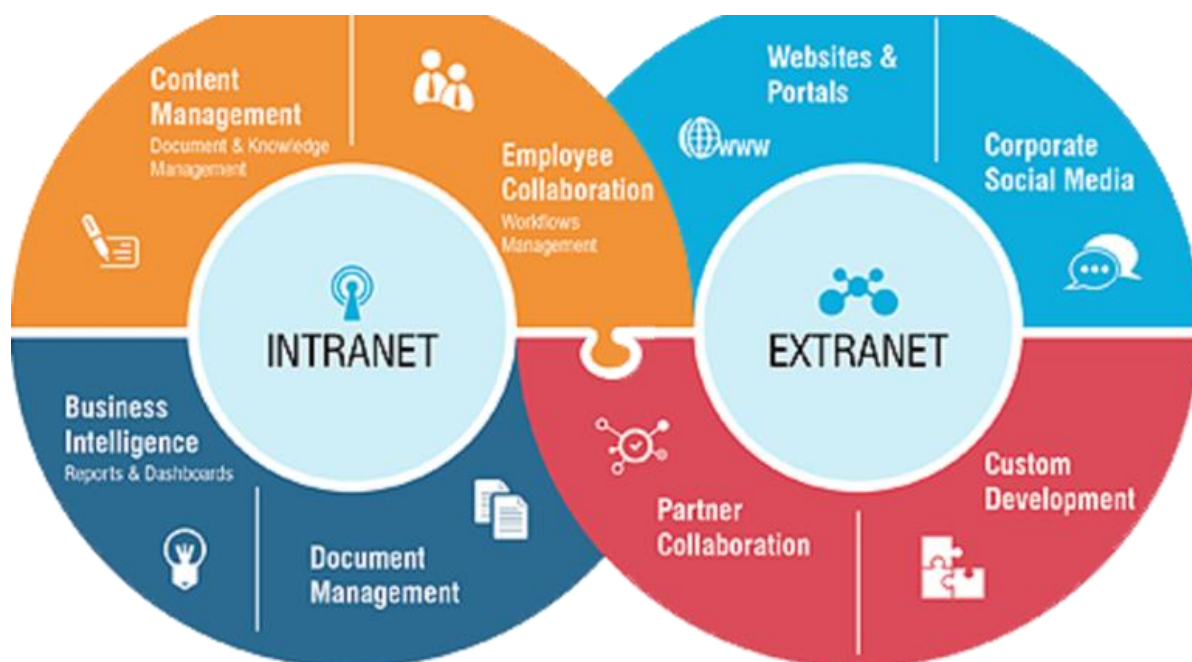 Content
Management
Document & Knowledge
Management
Employee
Collaboration
Workflows
Management
INTRANET
Business
Intelligence
Reports & Dashboards
Document
Management
Websites &
Portals
www
Corporate
Social Media
EXTRANET
Partner
Collaboration
Custom
Development